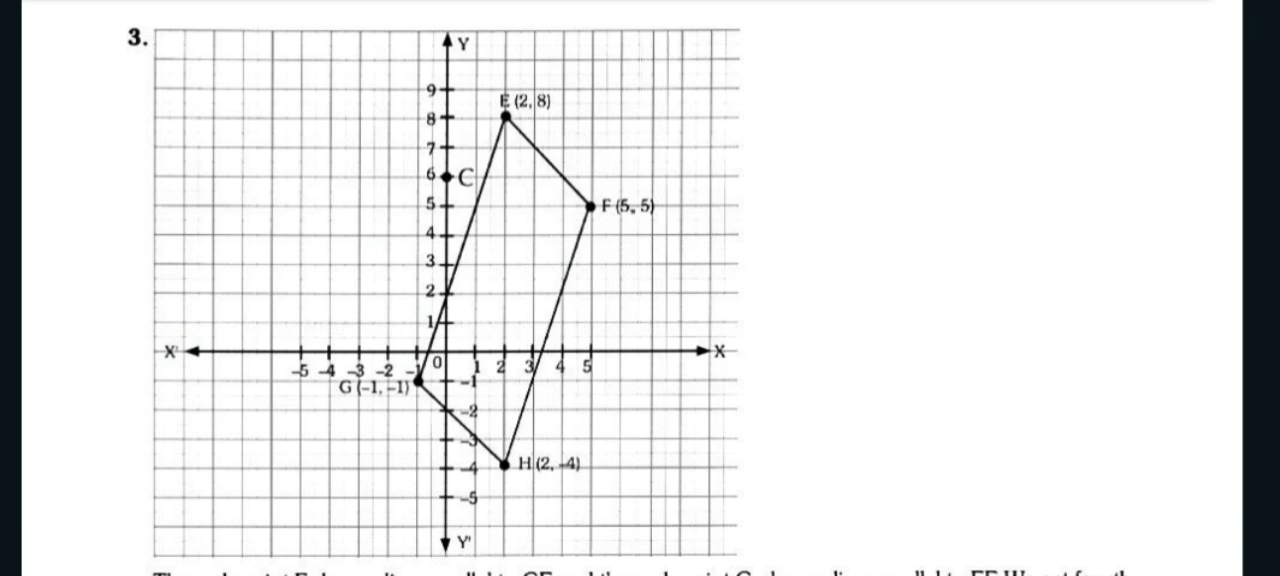 3.
Y
9
E (2, 8)
8
7
6 C
5 F (5, 5)
4
3
2
1
X' X
-5 -4 -3 -2 -1 0 1 2 3 4 5
G (-1, -1) -1
-2
-3
H (2, -4) -4
-5
Y'